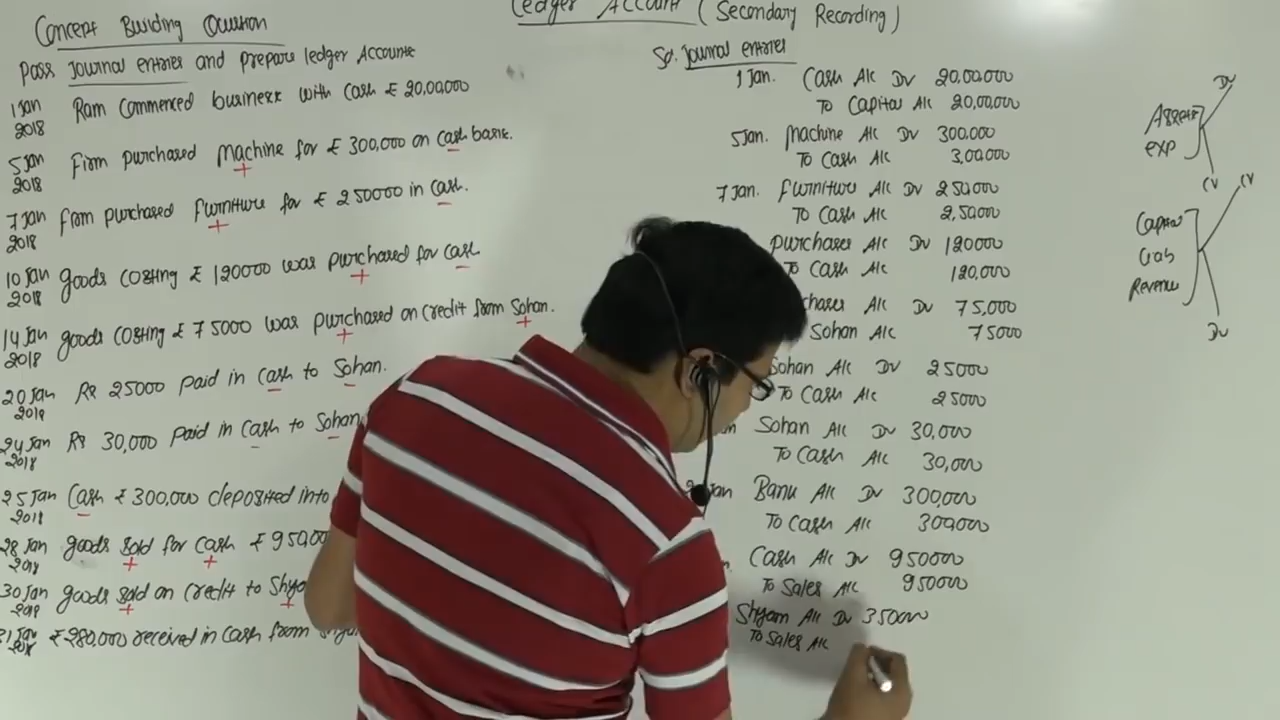 Concept Building Question
Pass Journal entries and prepare ledger Accounts
1 Jan 2018 Ram Commenced business with Cash ₹ 20,00,000
5 Jan 2018 Firm purchased Machine for ₹ 300,000 on cash basis.
7 Jan 2018 Firm purchased Furniture for ₹ 250000 in Cash.
10 Jan 2018 goods costing ₹ 120000 was purchased for cash
14 Jan 2018 goods costing ₹ 75000 was purchased on credit from Sohan.
20 Jan 2018 Rs 25000 paid in cash to Sohan.
24 Jan 2018 Rs 30,000 paid in cash to Sohan
25 Jan 2018 Cash ₹ 300,000 deposited into
28 Jan 2018 goods sold for cash ₹ 95000
30 Jan 2018 goods sold on credit to Shya
31 Jan 2018 ₹ 280,000 received in cash from Shya
Ledger Account (Secondary Recording)
Sol. Journal entries
1 Jan. Cash A/c Dr 20,00,000
To Capital A/c 20,00,000
5 Jan. Machine A/c Dr 300,000
To Cash A/c 3,00,000
7 Jan. Furniture A/c Dr 250000
To Cash A/c 2,50000
purchases A/c Dr 120000
To Cash A/c 120,000
chases A/c Dr 75,000
Sohan A/c 75000
Sohan A/c Dr 25000
To Cash A/c 25000
Sohan A/c Dr 30,000
To Cash A/c 30,000
Jan Bank A/c Dr 300,000
To Cash A/c 300,000
Cash A/c Dr 950000
To Sales A/c 950000
Shyam A/c Dr 350000
To Sales A/c
Dr
Assets
exp
Cr
Cr
Capital
Liab
Revenue
Dr